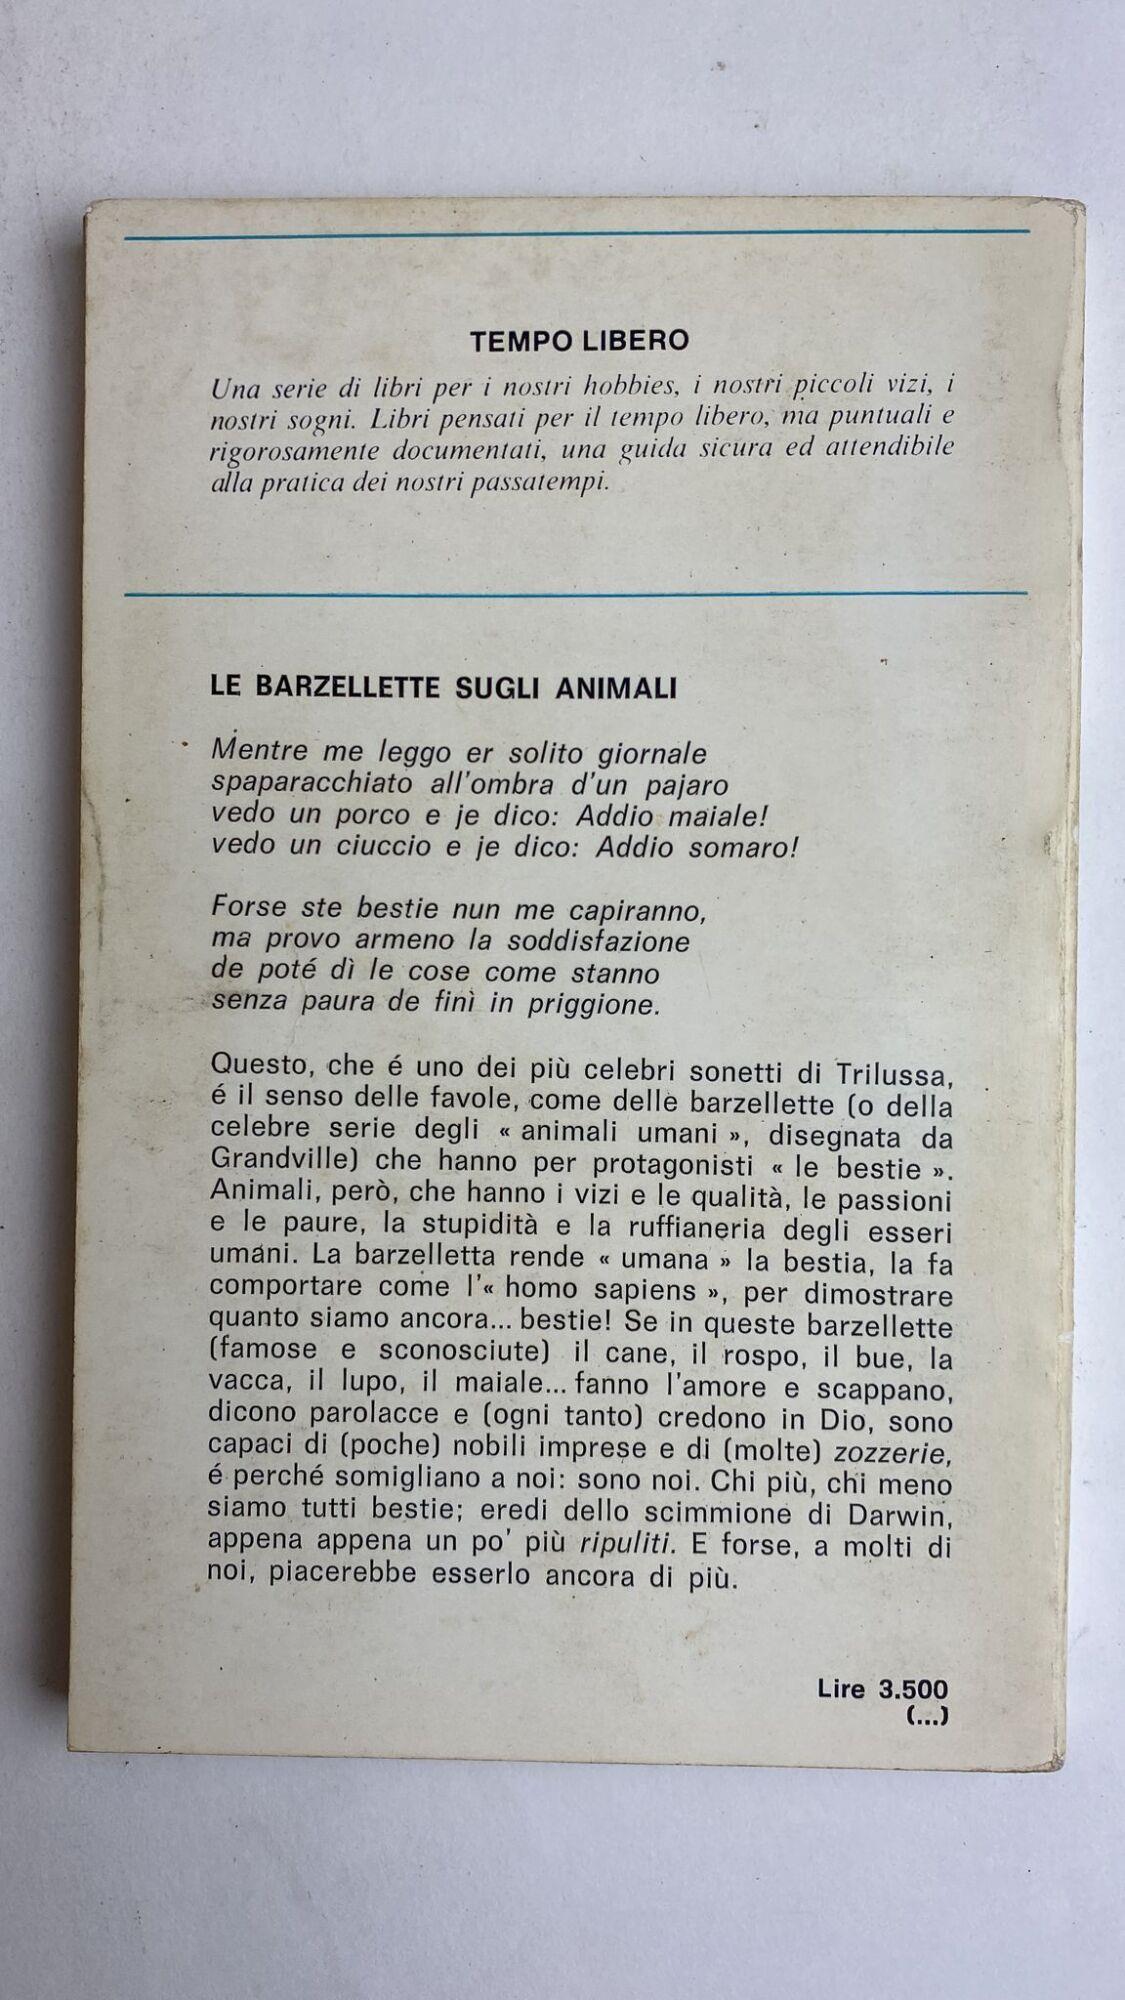 TEMPO LIBERO
Una serie di libri per i nostri hobbies, i nostri piccoli vizi, i
nostri sogni. Libri pensati per il tempo libero, ma puntuali e
rigorosamente documentati, una guida sicura ed attendibile
alla pratica dei nostri passatempi.
LE BARZELLETTE SUGLI ANIMALI
Mentre me leggo er solito giornale
spaparacchiato all'ombra d'un pajaro
vedo un porco e je dico: Addio maiale!
vedo un ciuccio e je dico: Addio somaro!
Forse ste bestie nun me capiranno,
ma provo armeno la soddisfazione
de poté dì le cose come stanno
senza paura de finì in priggione.
Questo, che é uno dei più celebri sonetti di Trilussa,
é il senso delle favole, come delle barzellette (o della
celebre serie degli « animali umani », disegnata da
Grandville) che hanno per protagonisti « le bestie ».
Animali, però, che hanno i vizi e le qualità, le passioni
e le paure, la stupidità e la ruffianeria degli esseri
umani. La barzelletta rende « umana » la bestia, la fa
comportare come l'« homo sapiens », per dimostrare
quanto siamo ancora... bestie! Se in queste barzellette
(famose e sconosciute) il cane, il rospo, il bue, la
vacca, il lupo, il maiale... fanno l'amore e scappano,
dicono parolacce e (ogni tanto) credono in Dio, sono
capaci di (poche) nobili imprese e di (molte) zozzerie,
é perché somigliano a noi: sono noi. Chi più, chi meno
siamo tutti bestie; eredi dello scimmione di Darwin,
appena appena un po' più ripuliti. E forse, a molti di
noi, piacerebbe esserlo ancora di più.
Lire 3.500
(...)